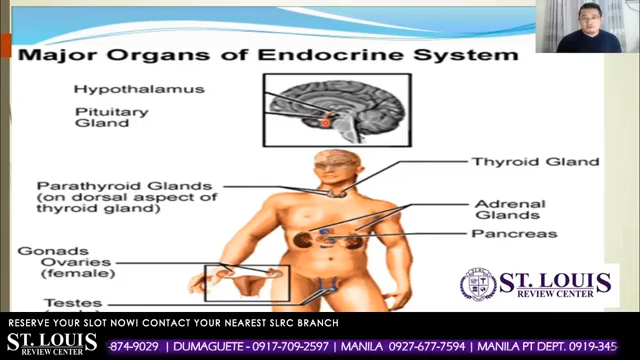 Major Organs of Endocrine System
Hypothalamus
Pituitary
Gland
Thyroid Gland
Parathyroid Glands
(on dorsal aspect of
thyroid gland)
Adrenal
Glands
Pancreas
Gonads
Ovaries
(female)
Testes
ST. LOUIS
REVIEW CENTER
ST. LOUIS
REVIEW CENTER
RESERVE YOUR SLOT NOW! CONTACT YOUR NEAREST SLRC BRANCH
-874-9029 | DUMAGUETE - 0917-709-2597 | MANILA 0927-677-7594 | MANILA PT DEPT. 0919-345